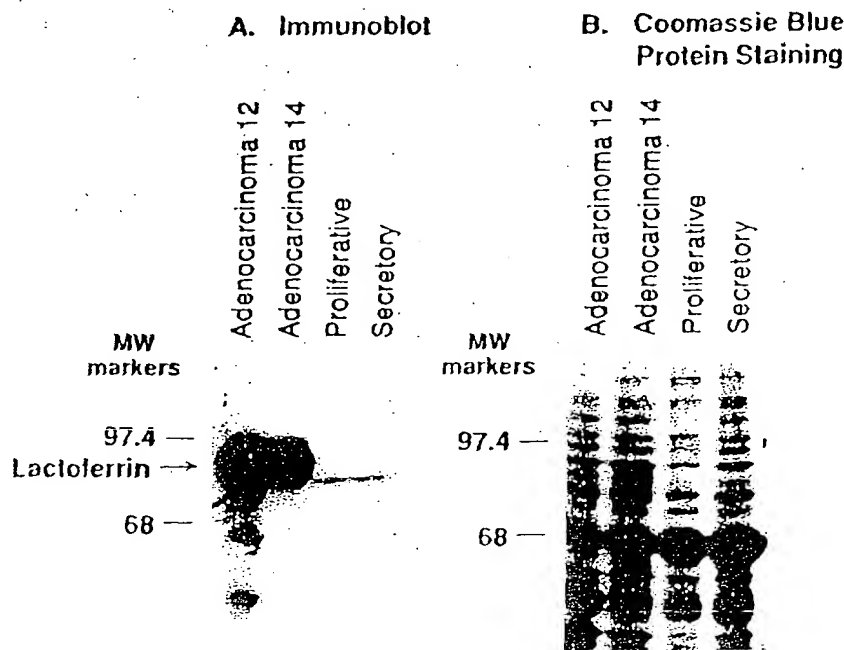 A. Immunoblot
Adenocarcinoma 12
Adenocarcinoma 14
Proliferative
Secretory
MW
markers
97.4
Lactoferrin
68
B. Coomassie Blue
Protein Staining
Adenocarcinoma 12
Adenocarcinoma 14
Proliferative
Secretory
MW
markers
97.4
68